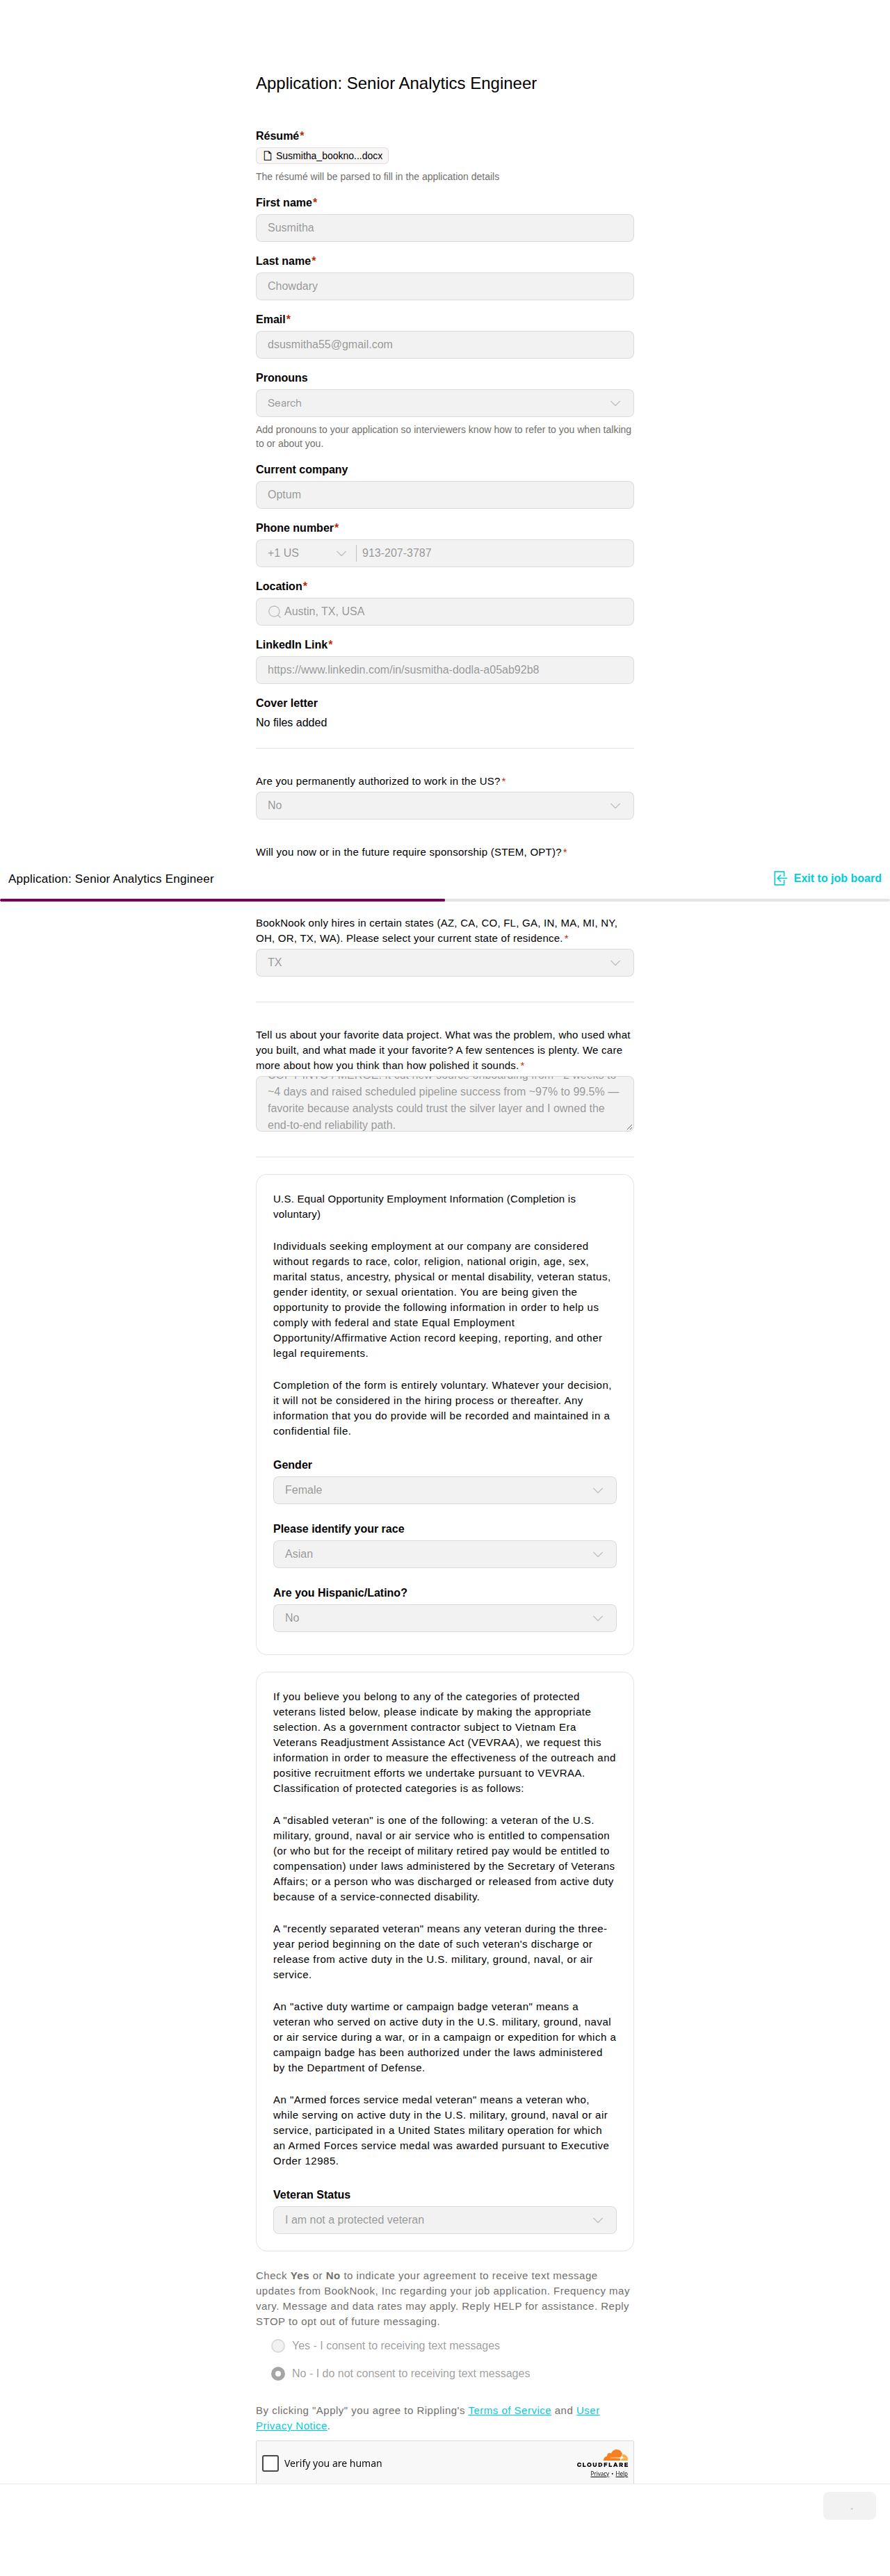 Application: Senior Analytics Engineer
Résumé*
Susmitha_bookno...docx
The résumé will be parsed to fill in the application details
First name*
Susmitha
Last name*
Chowdary
Email*
dsusmitha55@gmail.com
Pronouns
Search
Add pronouns to your application so interviewers know how to refer to you when talking
to or about you.
Current company
Optum
Phone number*
+1 US 913-207-3787
Location*
Austin, TX, USA
LinkedIn Link*
https://www.linkedin.com/in/susmitha-dodla-a05ab92b8
Cover letter
No files added
Are you permanently authorized to work in the US?*
No
Will you now or in the future require sponsorship (STEM, OPT)?*
Application: Senior Analytics Engineer
Exit to job board
BookNook only hires in certain states (AZ, CA, CO, FL, GA, IN, MA, MI, NY,
OH, OR, TX, WA). Please select your current state of residence.*
TX
Tell us about your favorite data project. What was the problem, who used what
you built, and what made it your favorite? A few sentences is plenty. We care
more about how you think than how polished it sounds.*
~4 days and raised scheduled pipeline success from ~97% to 99.5% —
favorite because analysts could trust the silver layer and I owned the
end-to-end reliability path.
U.S. Equal Opportunity Employment Information (Completion is
voluntary)
Individuals seeking employment at our company are considered
without regards to race, color, religion, national origin, age, sex,
marital status, ancestry, physical or mental disability, veteran status,
gender identity, or sexual orientation. You are being given the
opportunity to provide the following information in order to help us
comply with federal and state Equal Employment
Opportunity/Affirmative Action record keeping, reporting, and other
legal requirements.
Completion of the form is entirely voluntary. Whatever your decision,
it will not be considered in the hiring process or thereafter. Any
information that you do provide will be recorded and maintained in a
confidential file.
Gender
Female
Please identify your race
Asian
Are you Hispanic/Latino?
No
If you believe you belong to any of the categories of protected
veterans listed below, please indicate by making the appropriate
selection. As a government contractor subject to Vietnam Era
Veterans Readjustment Assistance Act (VEVRAA), we request this
information in order to measure the effectiveness of the outreach and
positive recruitment efforts we undertake pursuant to VEVRAA.
Classification of protected categories is as follows:
A "disabled veteran" is one of the following: a veteran of the U.S.
military, ground, naval or air service who is entitled to compensation
(or who but for the receipt of military retired pay would be entitled to
compensation) under laws administered by the Secretary of Veterans
Affairs; or a person who was discharged or released from active duty
because of a service-connected disability.
A "recently separated veteran" means any veteran during the three-
year period beginning on the date of such veteran's discharge or
release from active duty in the U.S. military, ground, naval, or air
service.
An "active duty wartime or campaign badge veteran" means a
veteran who served on active duty in the U.S. military, ground, naval
or air service during a war, or in a campaign or expedition for which a
campaign badge has been authorized under the laws administered
by the Department of Defense.
An "Armed forces service medal veteran" means a veteran who,
while serving on active duty in the U.S. military, ground, naval or air
service, participated in a United States military operation for which
an Armed Forces service medal was awarded pursuant to Executive
Order 12985.
Veteran Status
I am not a protected veteran
Check Yes or No to indicate your agreement to receive text message
updates from BookNook, Inc regarding your job application. Frequency may
vary. Message and data rates may apply. Reply HELP for assistance. Reply
STOP to opt out of future messaging.
Yes - I consent to receiving text messages
No - I do not consent to receiving text messages
By clicking "Apply" you agree to Rippling's Terms of Service and User
Privacy Notice.
Verify you are human
CLOUDFLARE
Privacy • Help